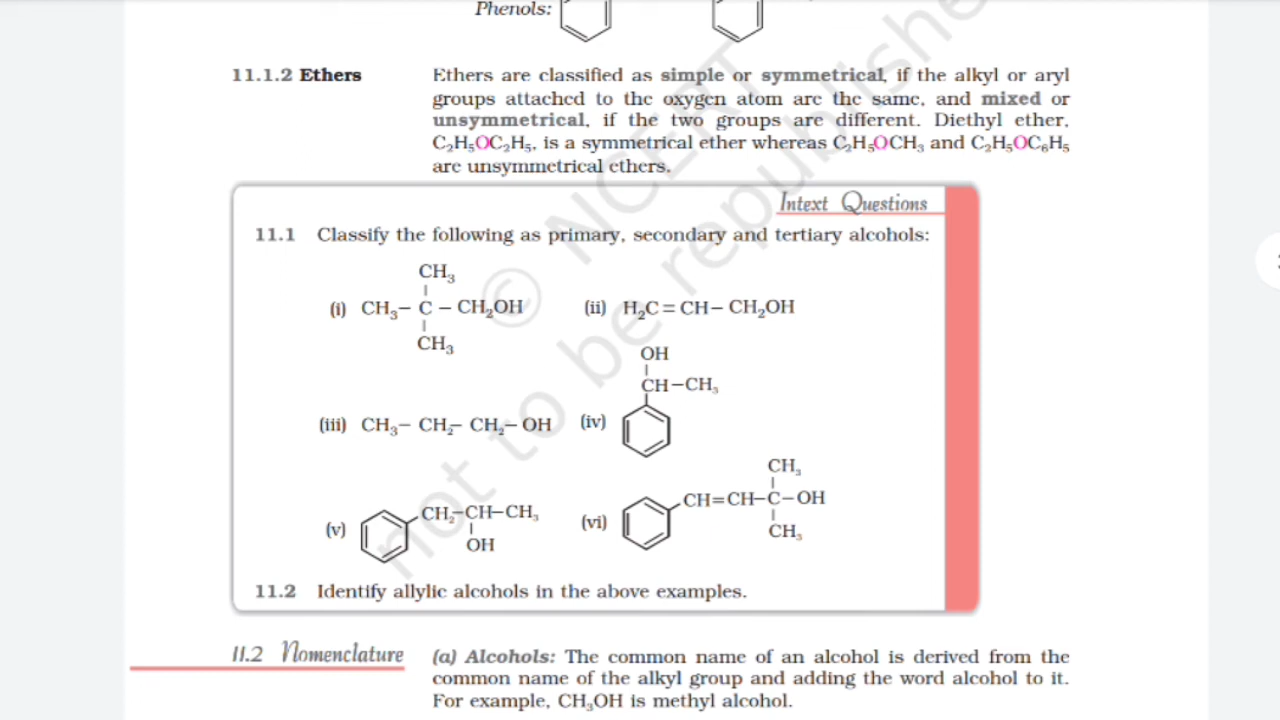 Phenols:
11.1.2 Ethers
Ethers are classified as simple or symmetrical, if the alkyl or aryl
groups attached to the oxygen atom are the same, and mixed or
unsymmetrical, if the two groups are different. Diethyl ether,
C₂H₅OC₂H₅, is a symmetrical ether whereas C₂H₅OCH₃ and C₂H₅OC₆H₅
are unsymmetrical ethers.
Intext Questions
11.1 Classify the following as primary, secondary and tertiary alcohols:
CH₃
(i) CH₃– C – CH₂OH (ii) H₂C=CH– CH₂OH
CH₃
OH
CH–CH₃
(iii) CH₃– CH₂– CH₂– OH (iv)
CH₃
CH=CH–C–OH
(v) CH₂–CH–CH₃ (vi)
CH₃
OH
11.2 Identify allylic alcohols in the above examples.
11.2 Nomenclature
(a) Alcohols: The common name of an alcohol is derived from the
common name of the alkyl group and adding the word alcohol to it.
For example, CH₃OH is methyl alcohol.
© NCERT
not to be republishe